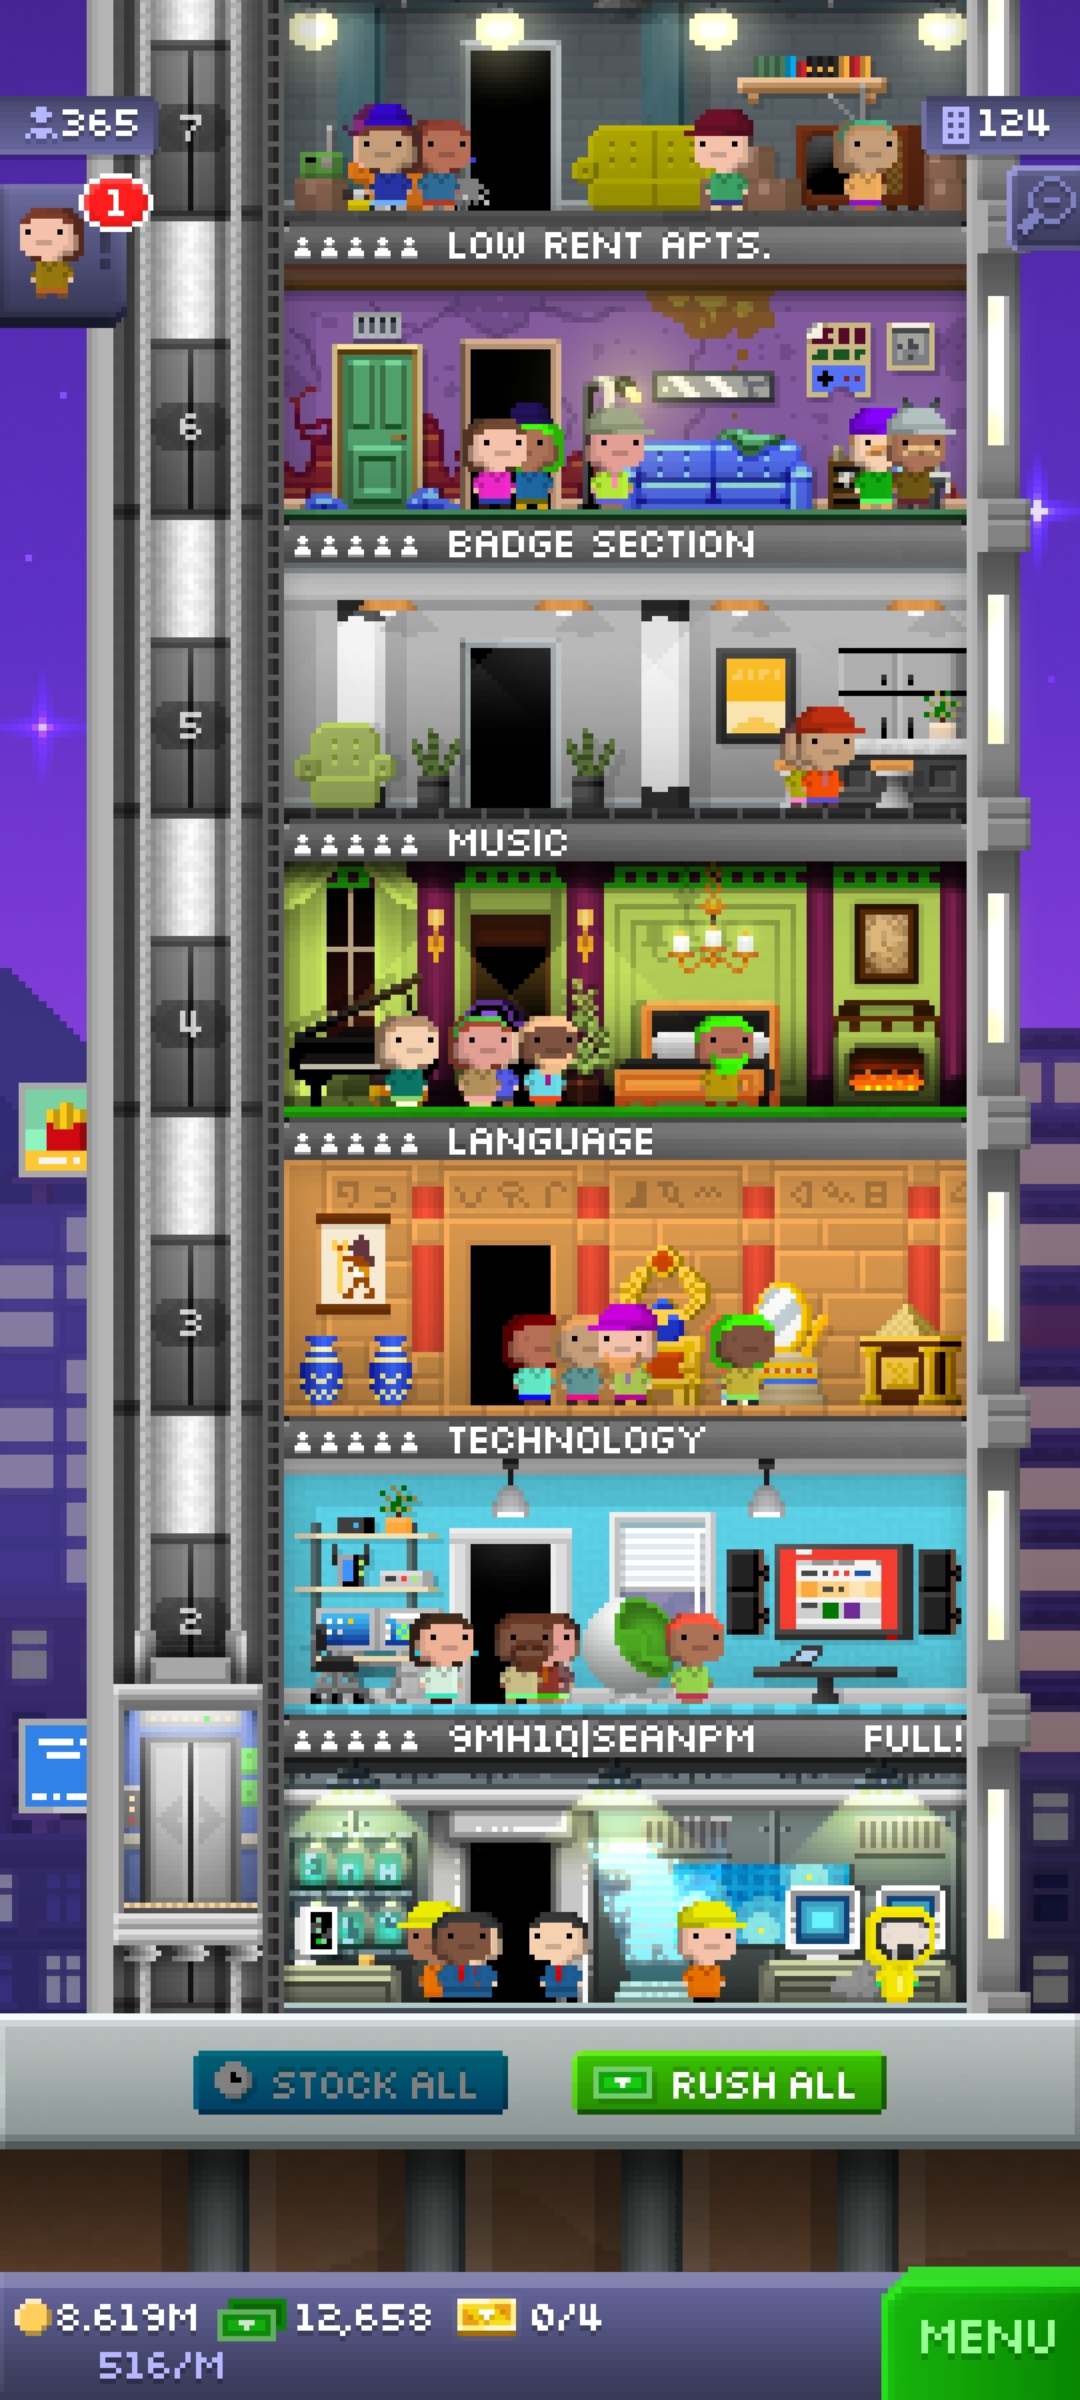 7
365
124
1
LOW RENT APTS.
6
BADGE SECTION
5
MUSIC
4
LANGUAGE
3
TECHNOLOGY
2
9MH1Q|SEANPM FULL!
STOCK ALL
RUSH ALL
8.619M 12,658 0/4
516/M
MENU